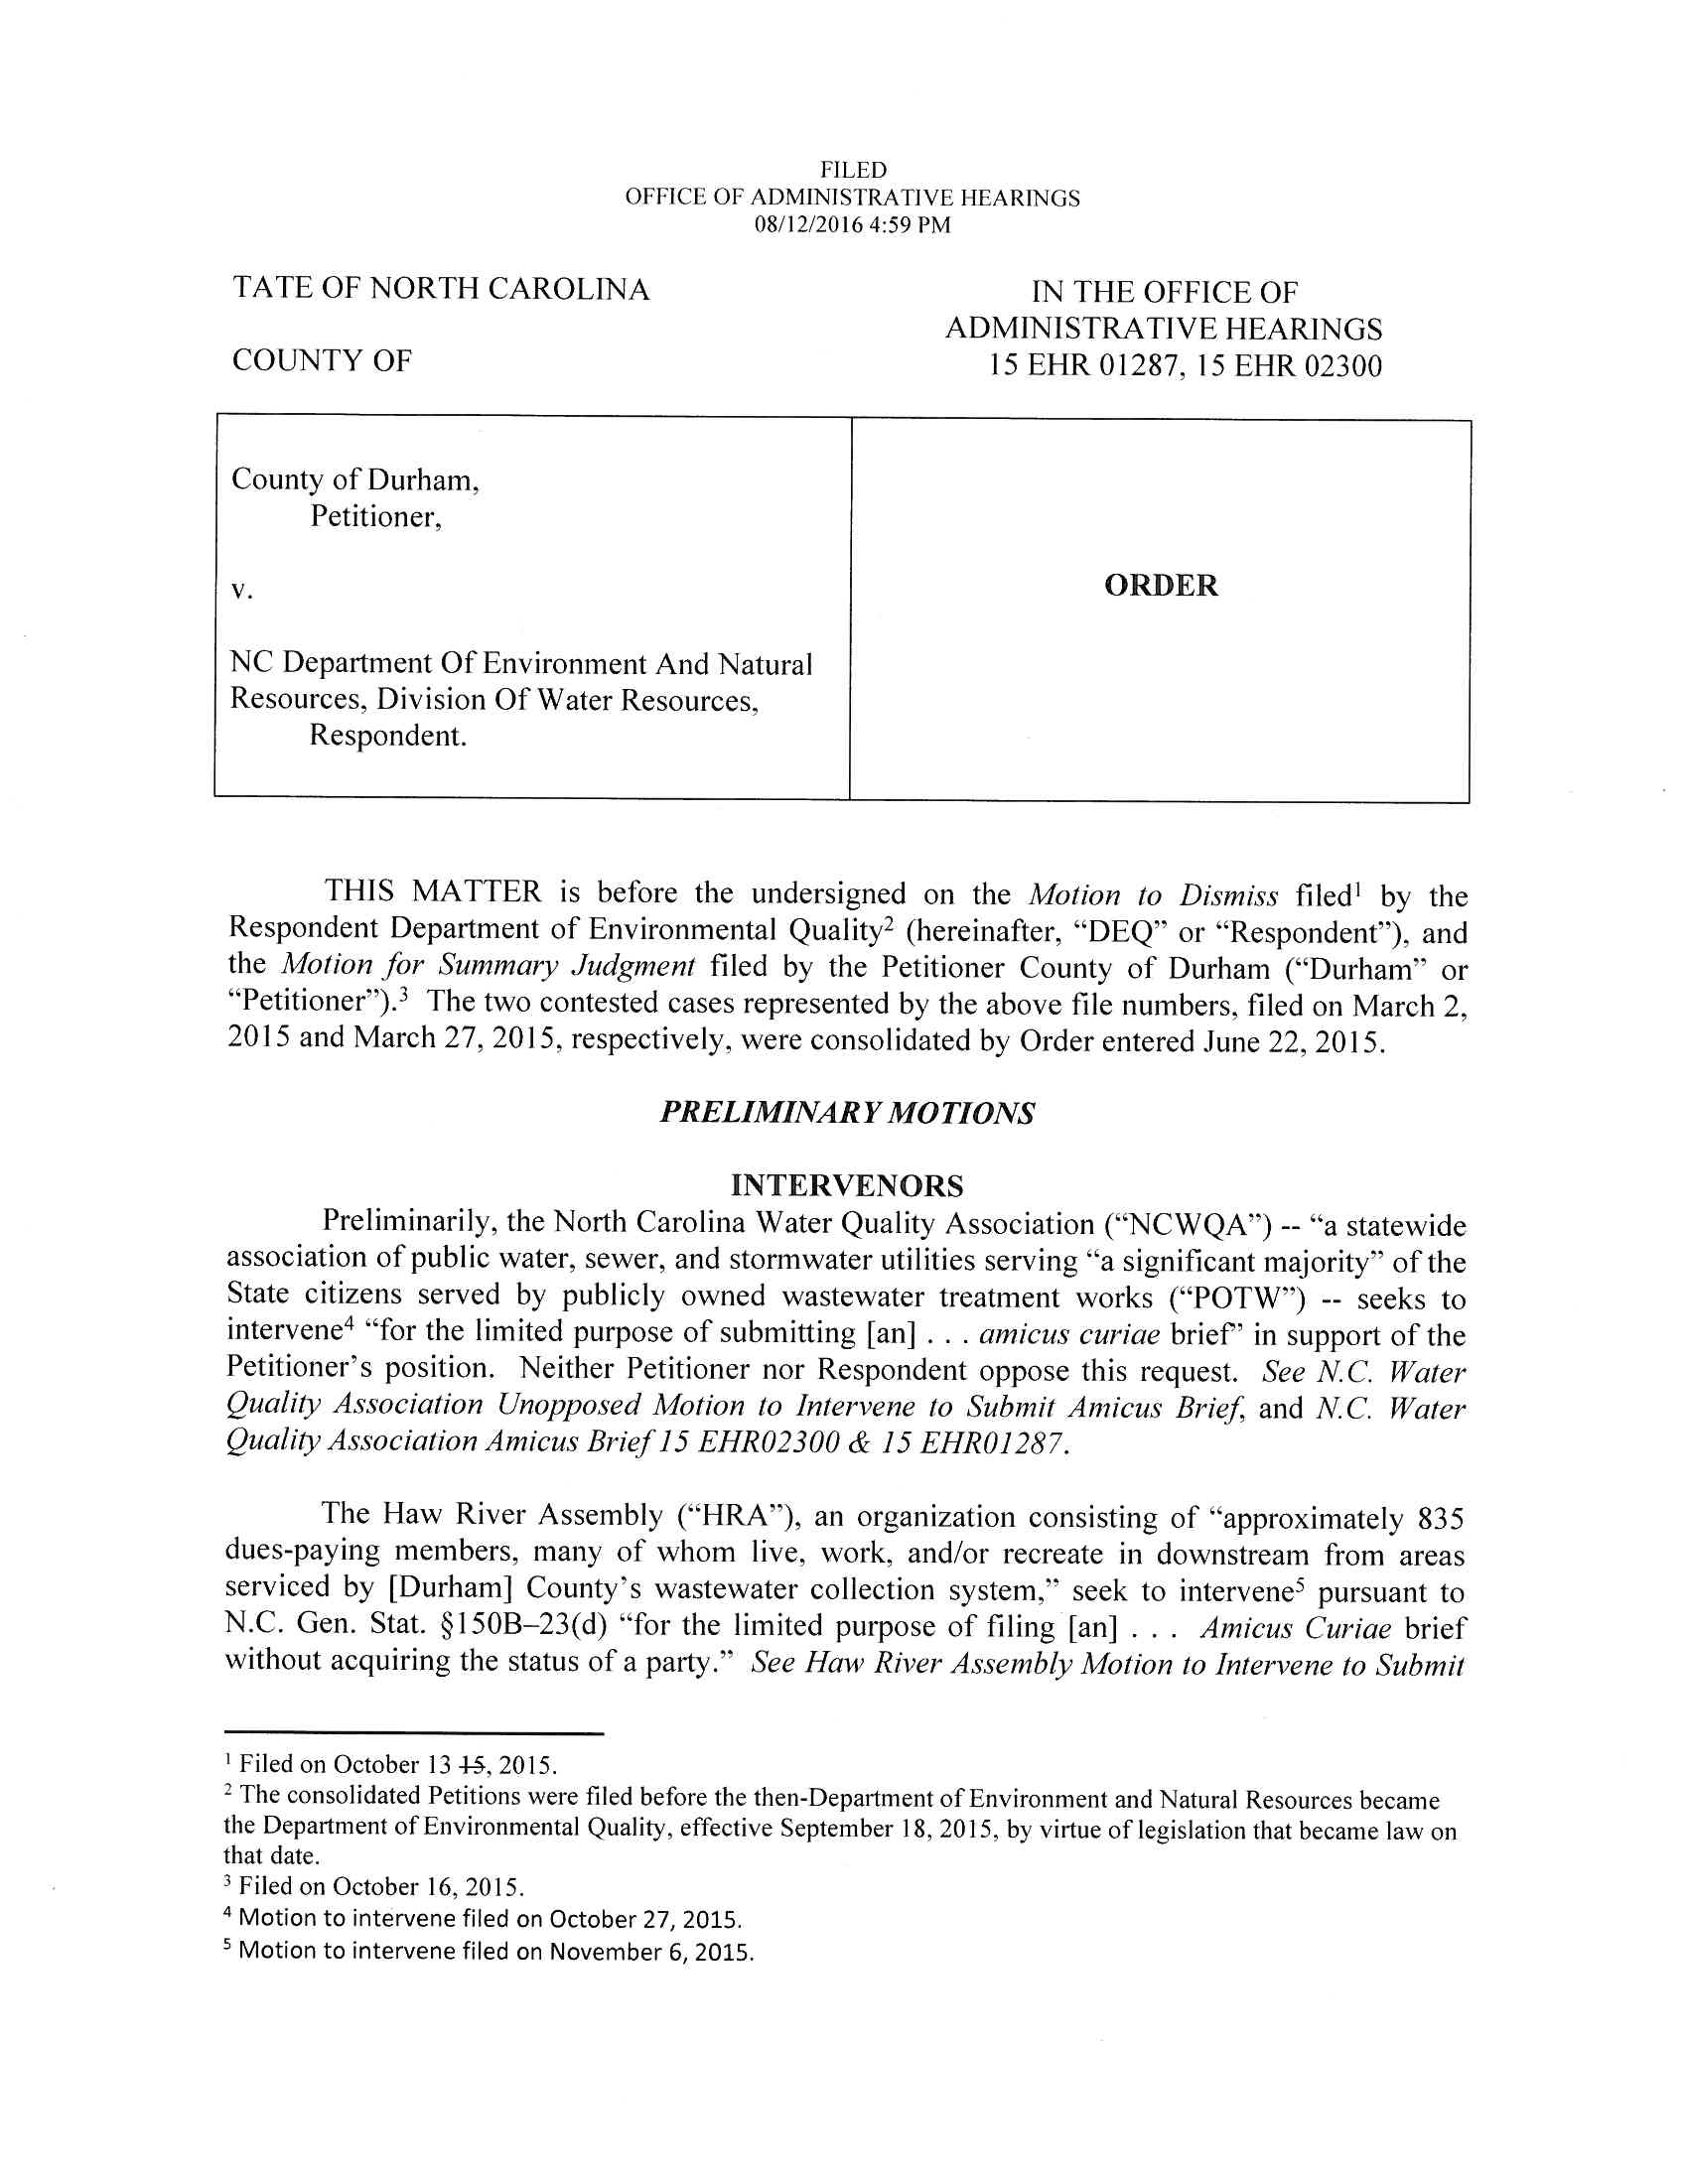 FILED
OFFICE OF ADMINISTRATIVE HEARINGS
08/12/2016 4:59 PM
TATE OF NORTH CAROLINA
COUNTY OF
IN THE OFFICE OF
ADMINISTRATIVE HEARINGS
15 EHR 01287, 15 EHR 02300
County of Durham,
Petitioner,
v.
NC Department Of Environment And Natural
Resources, Division Of Water Resources,
Respondent.
ORDER
THIS MATTER is before the undersigned on the Motion to Dismiss filed¹ by the
Respondent Department of Environmental Quality² (hereinafter, “DEQ” or “Respondent”), and
the Motion for Summary Judgment filed by the Petitioner County of Durham (“Durham” or
“Petitioner”).³ The two contested cases represented by the above file numbers, filed on March 2,
2015 and March 27, 2015, respectively, were consolidated by Order entered June 22, 2015.
PRELIMINARY MOTIONS
INTERVENORS
Preliminarily, the North Carolina Water Quality Association (“NCWQA”) -- “a statewide
association of public water, sewer, and stormwater utilities serving “a significant majority” of the
State citizens served by publicly owned wastewater treatment works (“POTW”) -- seeks to
intervene⁴ “for the limited purpose of submitting [an] . . . amicus curiae brief” in support of the
Petitioner’s position. Neither Petitioner nor Respondent oppose this request. See N.C. Water
Quality Association Unopposed Motion to Intervene to Submit Amicus Brief, and N.C. Water
Quality Association Amicus Brief 15 EHR02300 & 15 EHR01287.
The Haw River Assembly (“HRA”), an organization consisting of “approximately 835
dues-paying members, many of whom live, work, and/or recreate in downstream from areas
serviced by [Durham] County’s wastewater collection system,” seek to intervene⁵ pursuant to
N.C. Gen. Stat. §150B–23(d) “for the limited purpose of filing [an] . . . Amicus Curiae brief
without acquiring the status of a party.” See Haw River Assembly Motion to Intervene to Submit
¹ Filed on October 13 15, 2015.
² The consolidated Petitions were filed before the then-Department of Environment and Natural Resources became
the Department of Environmental Quality, effective September 18, 2015, by virtue of legislation that became law on
that date.
³ Filed on October 16, 2015.
⁴ Motion to intervene filed on October 27, 2015.
⁵ Motion to intervene filed on November 6, 2015.